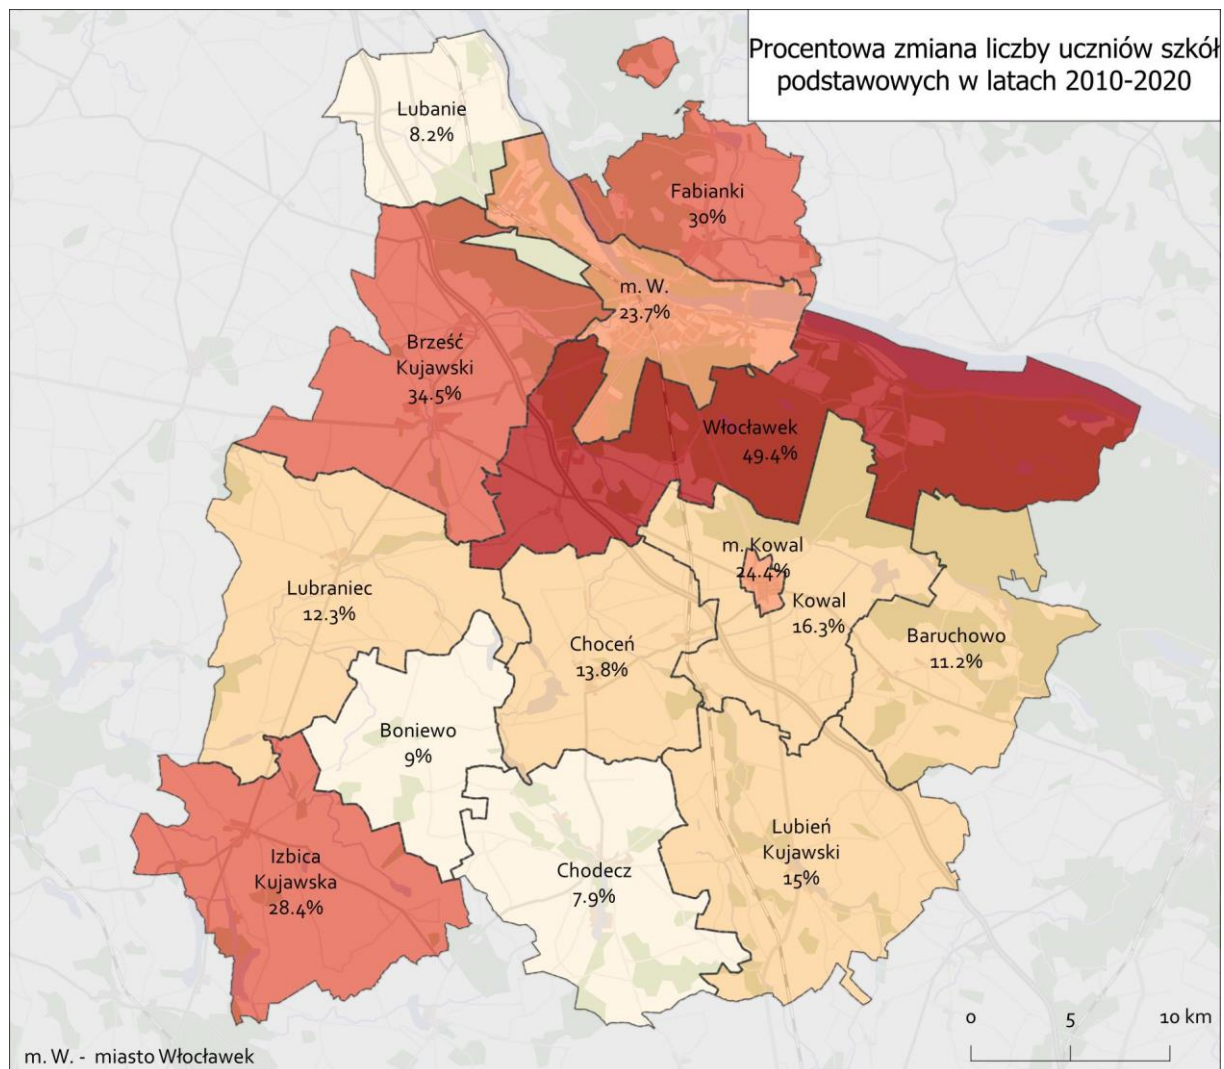 Procentowa zmiana liczby uczniów szkół
podstawowych w latach 2010-2020
Lubanie
8.2%
Fabianki
30%
m. W.
23.7%
Brześć
Kujawski
34.5%
Włocławek
49.4%
m. Kowal
24.4%
Kowal
16.3%
Lubraniec
12.3%
Choceń
13.8%
Baruchowo
11.2%
Boniewo
9%
Lubień
Kujawski
15%
Izbica
Kujawska
28.4%
Chodecz
7.9%
0 5 10 km
m. W. - miasto Włocławek